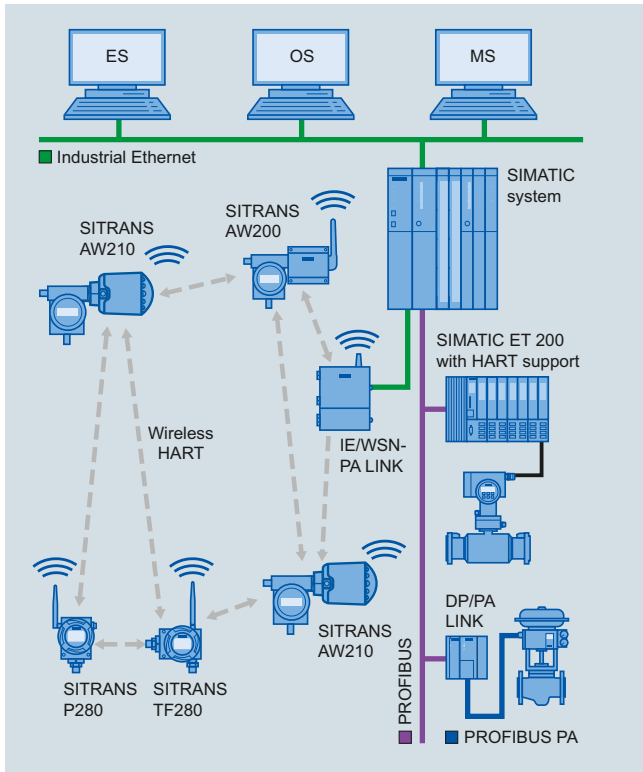 ES
OS
MS
Industrial Ethernet
SIMATIC
system
SITRANS
AW200
SITRANS
AW210
SIMATIC ET 200
with HART support
Wireless
HART
IE/WSN-
PA LINK
DP/PA
LINK
SITRANS
AW210
SITRANS
P280
SITRANS
TF280
PROFIBUS
PROFIBUS PA